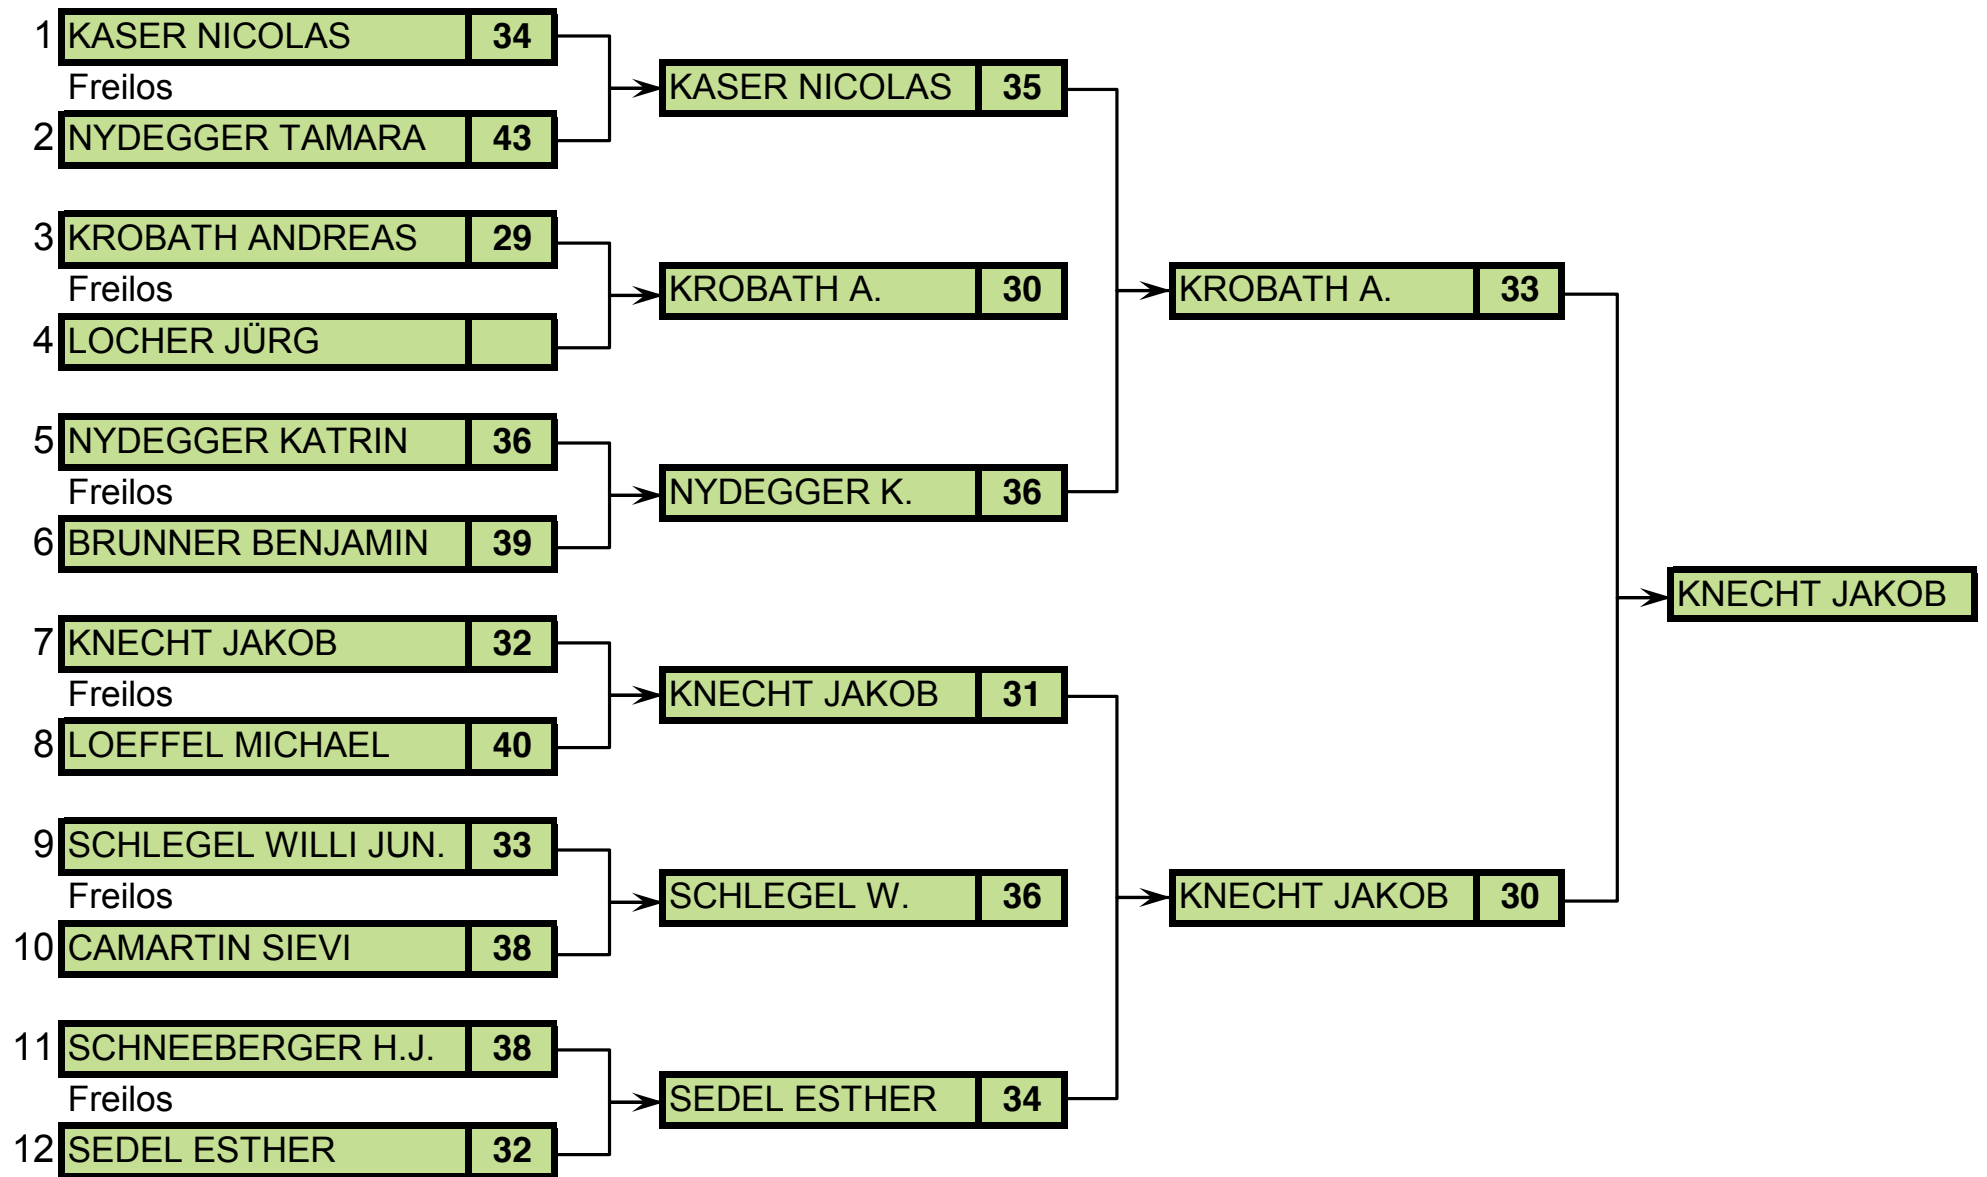 1 KASER NICOLAS 34
Freilos
2 NYDEGGER TAMARA 43
3 KROBATH ANDREAS 29
Freilos
4 LOCHER JÜRG
5 NYDEGGER KATRIN 36
Freilos
6 BRUNNER BENJAMIN 39
7 KNECHT JAKOB 32
Freilos
8 LOEFFEL MICHAEL 40
9 SCHLEGEL WILLI JUN. 33
Freilos
10 CAMARTIN SIEVI 38
11 SCHNEEBERGER H.J. 38
Freilos
12 SEDEL ESTHER 32
KASER NICOLAS 35
KROBATH A. 30
NYDEGGER K. 36
KNECHT JAKOB 31
SCHLEGEL W. 36
SEDEL ESTHER 34
KROBATH A. 33
KNECHT JAKOB 30
KNECHT JAKOB